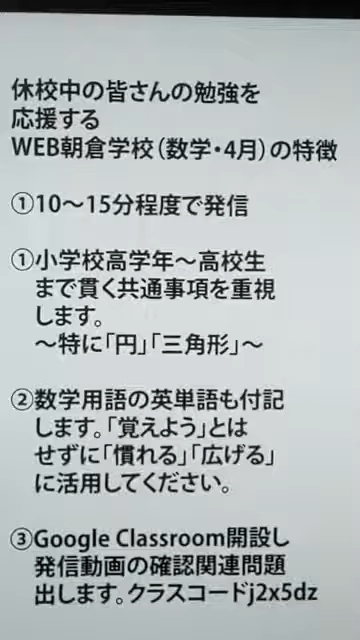 休校中の皆さんの勉強を
応援する
WEB朝倉学校（数学・4月）の特徴
①10～15分程度で発信
①小学校高学年～高校生
まで貫く共通事項を重視
します。
～特に「円」「三角形」～
②数学用語の英単語も付記
します。「覚えよう」とは
せずに「慣れる」「広げる」
に活用してください。
③Google Classroom開設し
発信動画の確認関連問題
出します。クラスコードj2x5dz